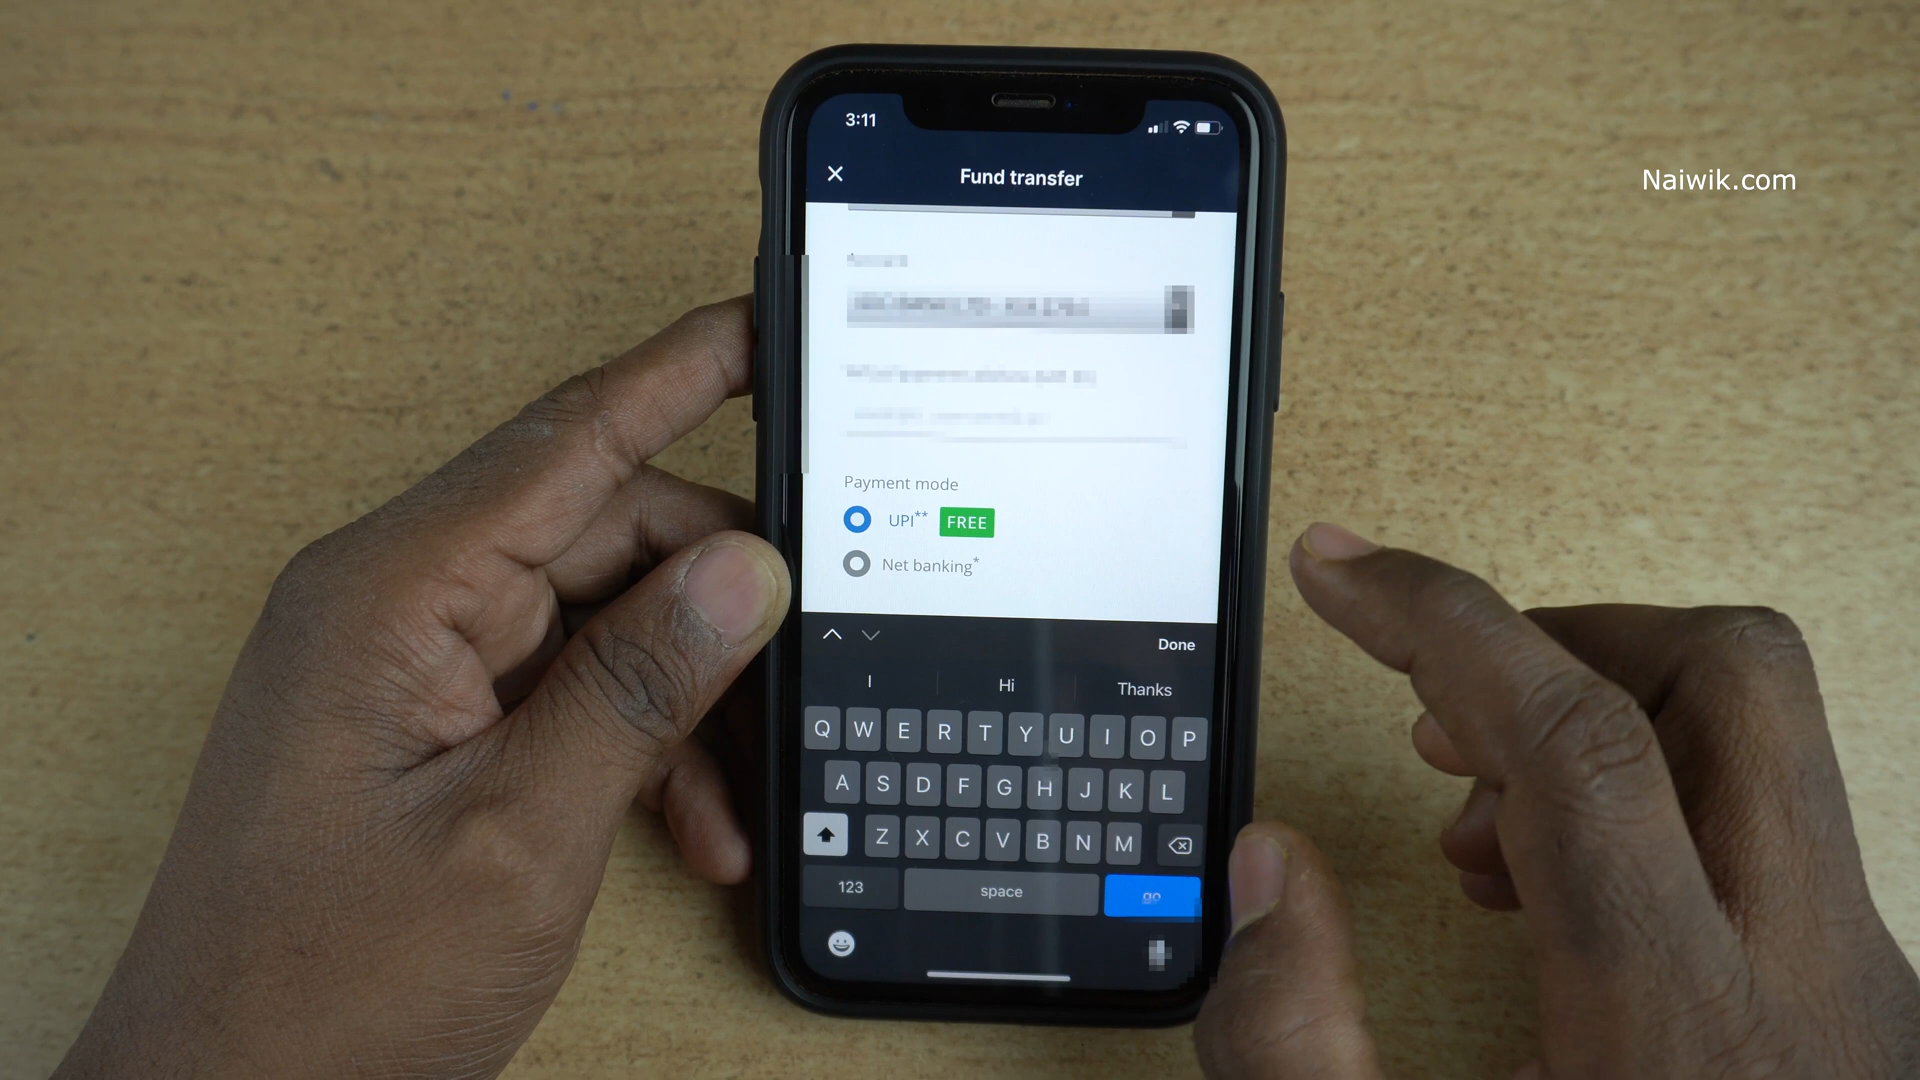 3:11
Naiwik.com
Fund transfer
Payment mode
UPI** FREE
Net banking*
Done
I Hi Thanks
Q W E R T Y U I O P
A S D F G H J K L
Z X C V B N M
123 space go